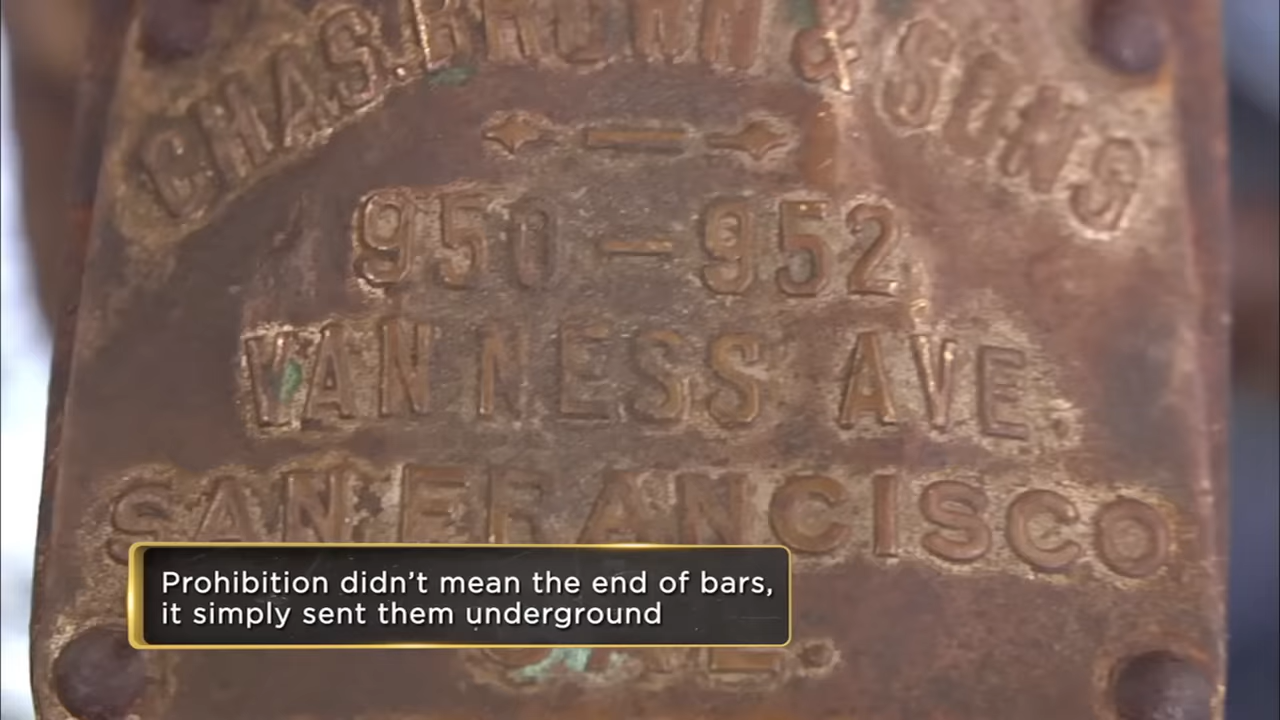 CHAS. BROWN & SONS
950 — 952
VAN NESS AVE.
SAN FRANCISCO
CAL.
Prohibition didn't mean the end of bars,
it simply sent them underground